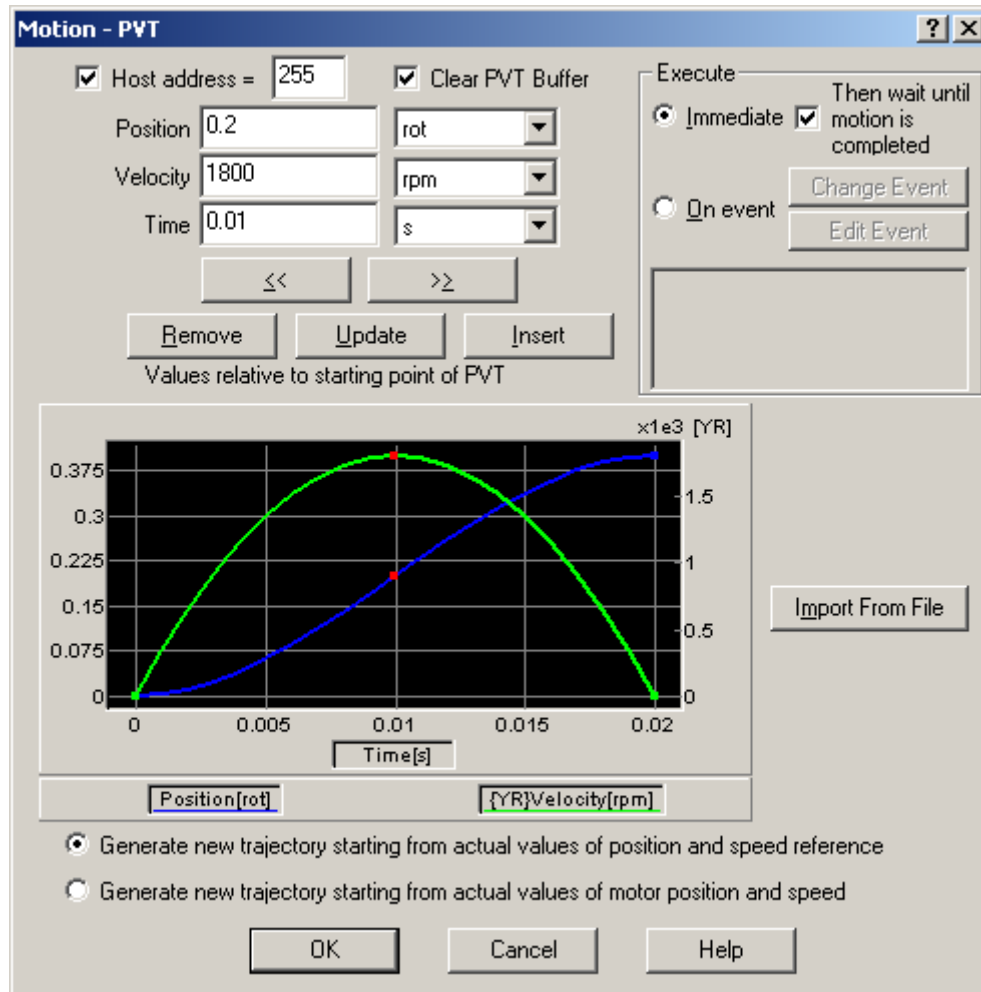 Motion - PVT
Host address = 255
Clear PVT Buffer
Position 0.2 rot
Velocity 1800 rpm
Time 0.01 s
<< >>
Remove Update Insert
Values relative to starting point of PVT
Execute
Immediate
Then wait until
motion is
completed
On event
Change Event
Edit Event
x1e3 [YR]
0.375
0.3
0.225
0.15
0.075
0
1.5
1
0.5
0
0 0.005 0.01 0.015 0.02
Time[s]
Position[rot] {YR}Velocity[rpm]
Import From File
Generate new trajectory starting from actual values of position and speed reference
Generate new trajectory starting from actual values of motor position and speed
OK Cancel Help